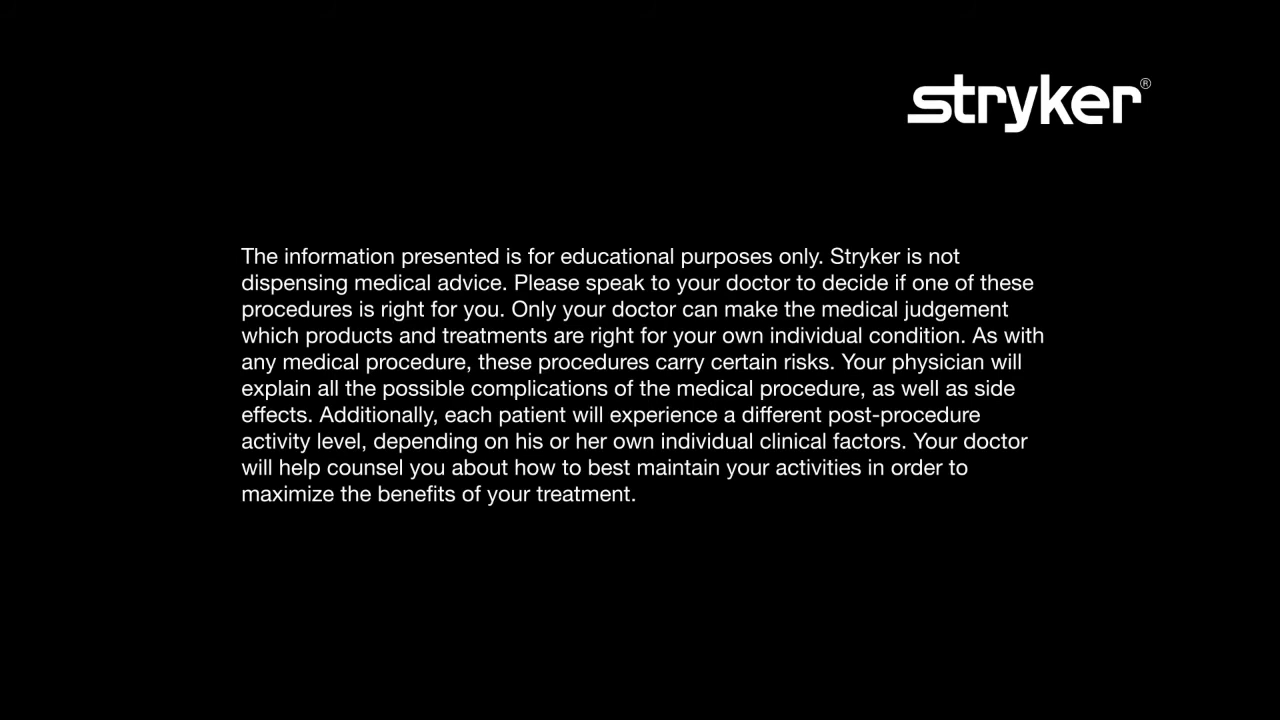 stryker®
The information presented is for educational purposes only. Stryker is not
dispensing medical advice. Please speak to your doctor to decide if one of these
procedures is right for you. Only your doctor can make the medical judgement
which products and treatments are right for your own individual condition. As with
any medical procedure, these procedures carry certain risks. Your physician will
explain all the possible complications of the medical procedure, as well as side
effects. Additionally, each patient will experience a different post-procedure
activity level, depending on his or her own individual clinical factors. Your doctor
will help counsel you about how to best maintain your activities in order to
maximize the benefits of your treatment.